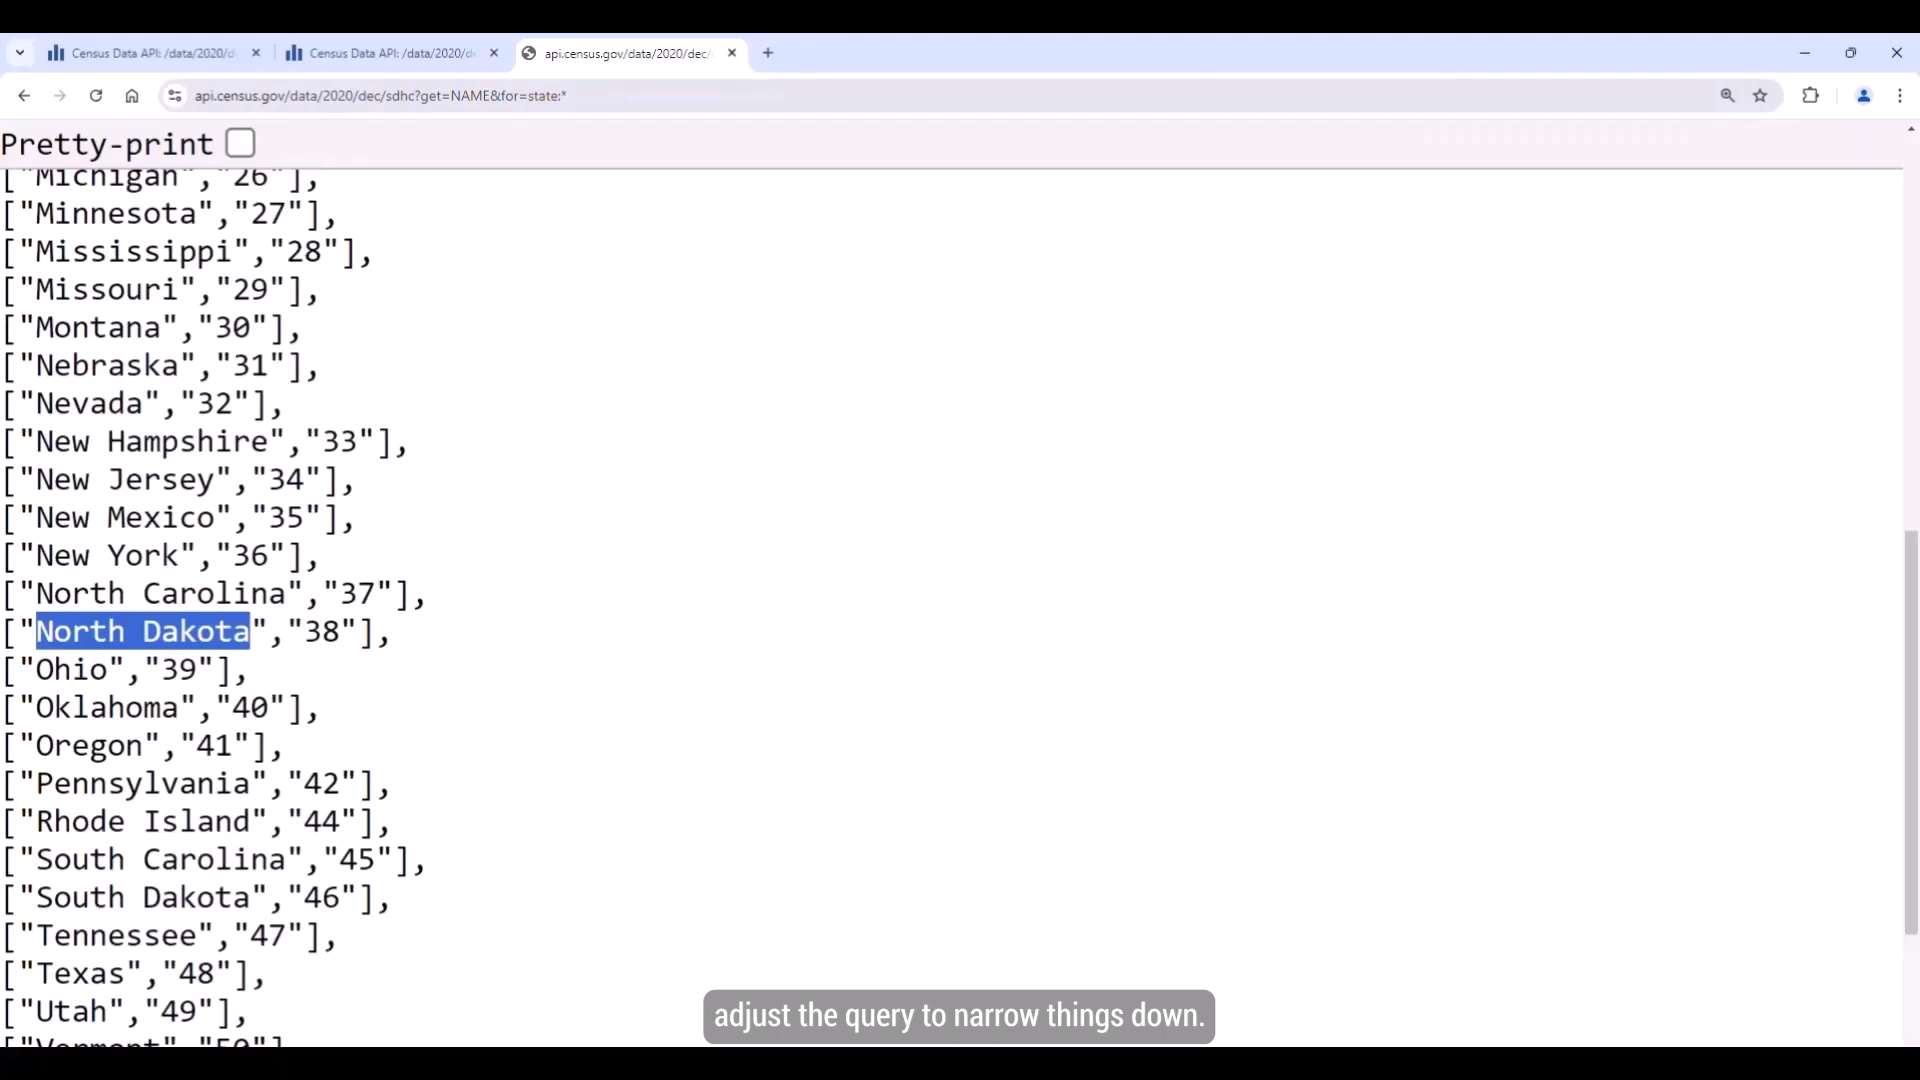 Census Data API: /data/2020/d
Census Data API: /data/2020/d
api.census.gov/data/2020/dec/
api.census.gov/data/2020/dec/sdhc?get=NAME&for=state:*
Pretty-print
["Michigan","26"],
["Minnesota","27"],
["Mississippi","28"],
["Missouri","29"],
["Montana","30"],
["Nebraska","31"],
["Nevada","32"],
["New Hampshire","33"],
["New Jersey","34"],
["New Mexico","35"],
["New York","36"],
["North Carolina","37"],
["North Dakota","38"],
["Ohio","39"],
["Oklahoma","40"],
["Oregon","41"],
["Pennsylvania","42"],
["Rhode Island","44"],
["South Carolina","45"],
["South Dakota","46"],
["Tennessee","47"],
["Texas","48"],
["Utah","49"],
["Vermont","50"]
adjust the query to narrow things down.